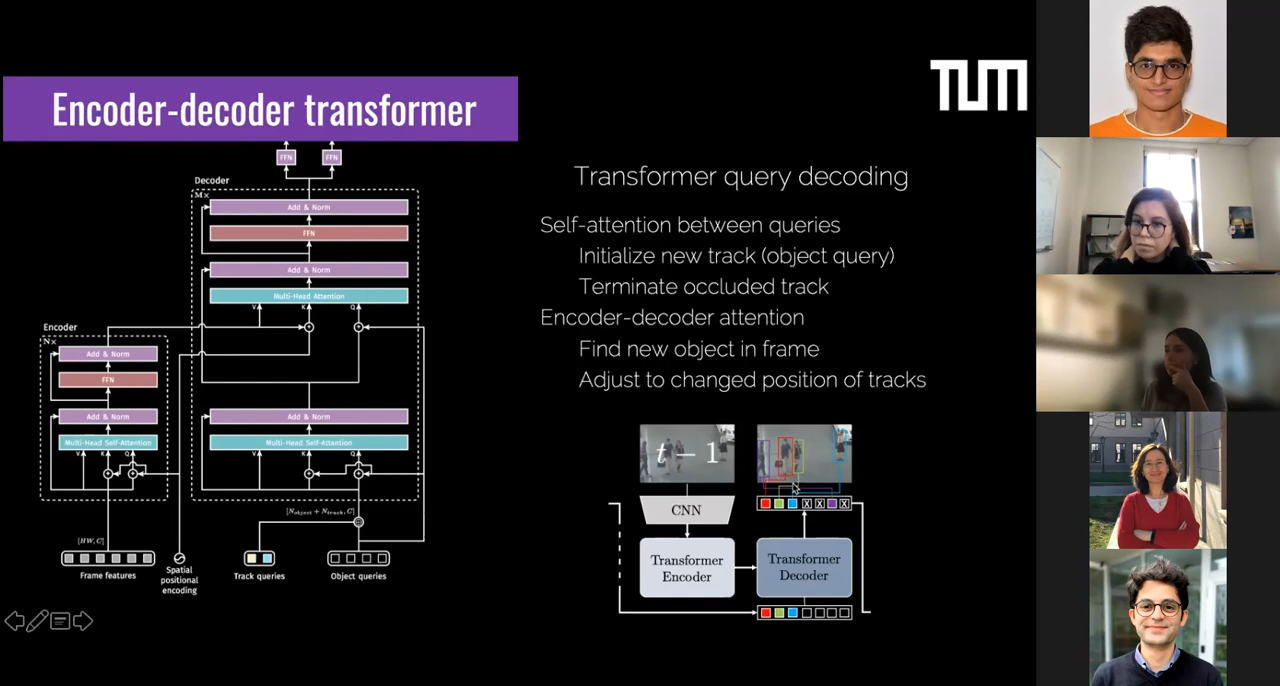 TUM
Encoder-decoder transformer
FFN
FFN
Decoder
M×
Add & Norm
FFN
Add & Norm
Multi-Head Attention
V
K
Q
Encoder
N×
Add & Norm
FFN
Add & Norm
Multi-Head Self-Attention
V
K
Q
Add & Norm
Multi-Head Self-Attention
V
K
Q
[N_object + N_track, C]
[HW, C]
Frame features
Spatial
positional
encoding
Track queries
Object queries
Transformer query decoding
Self-attention between queries
Initialize new track (object query)
Terminate occluded track
Encoder-decoder attention
Find new object in frame
Adjust to changed position of tracks
t − 1
CNN
X X X
Transformer
Encoder
Transformer
Decoder